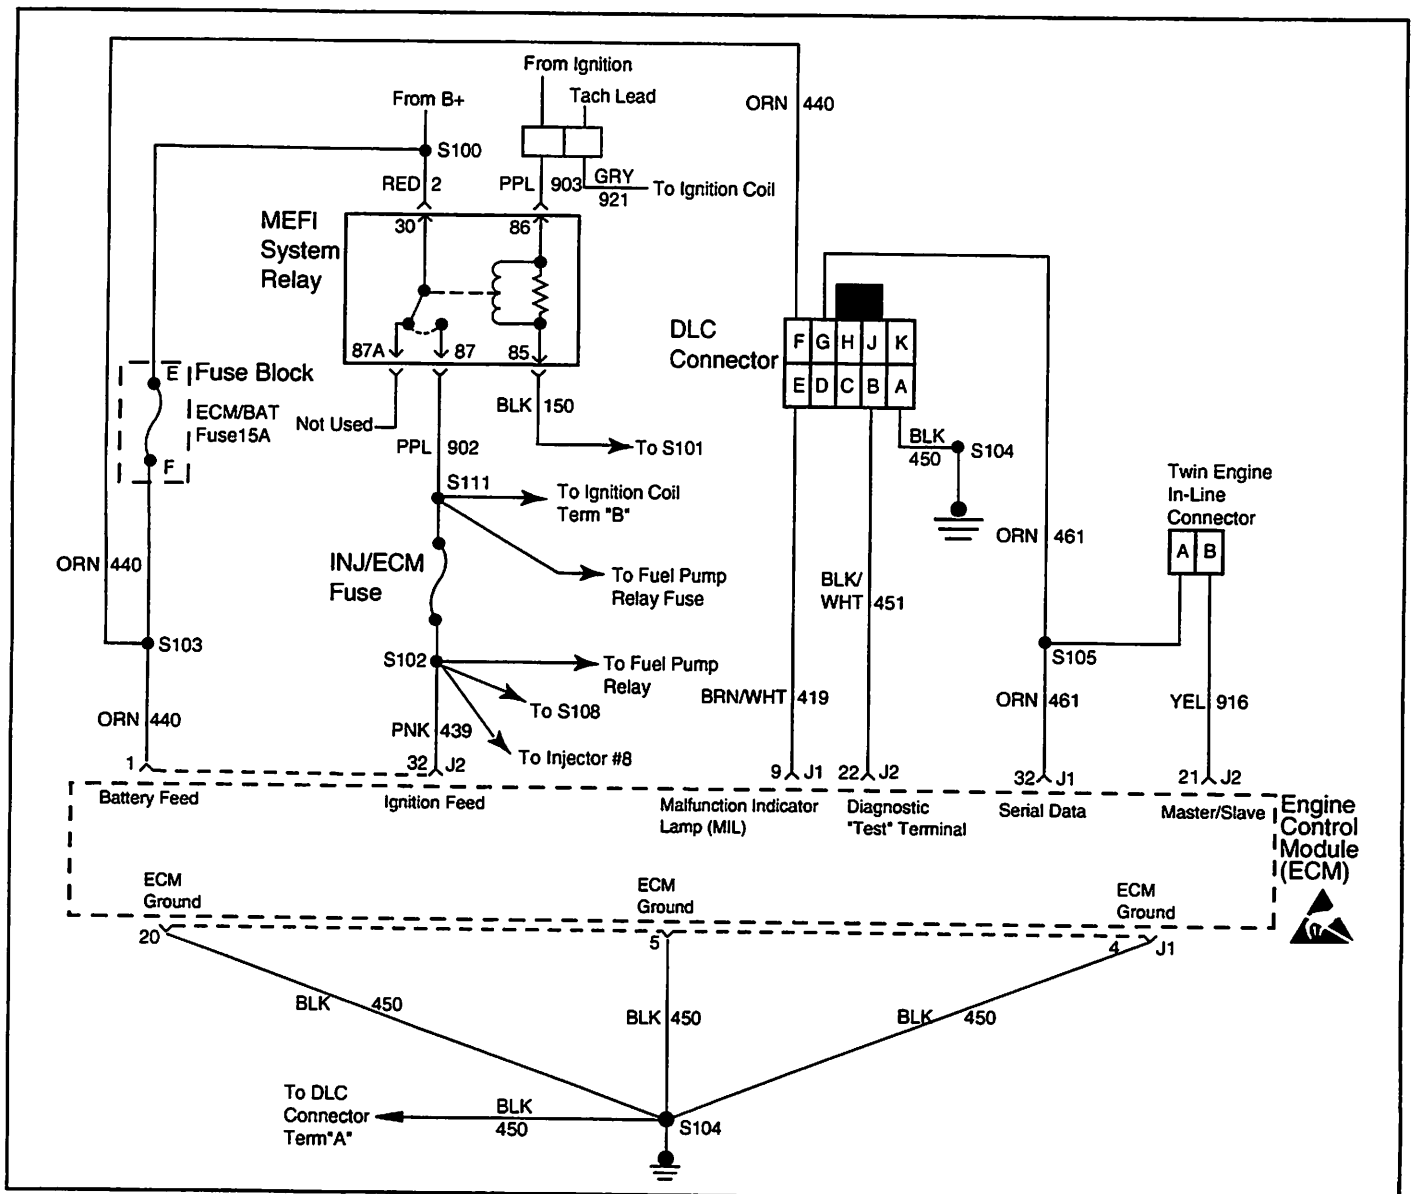 From Ignition
From B+
Tach Lead
ORN 440
S100
RED 2
PPL 903
GRY
921
To Ignition Coil
MEFI
System
Relay
30
86
87A
87
85
DLC
Connector
F G H J K
E D C B A
E
Fuse Block
ECM/BAT
Fuse15A
F
Not Used
BLK 150
To S101
PPL 902
BLK
450
S104
S111
To Ignition Coil
Term "B"
Twin Engine
In-Line
Connector
A B
ORN 461
ORN 440
INJ/ECM
Fuse
To Fuel Pump
Relay Fuse
BLK/
WHT 451
S103
S102
To Fuel Pump
Relay
S105
To S108
BRN/WHT 419
ORN 461
YEL 916
ORN 440
PNK 439
To Injector #8
1
32 J2
9 J1
22 J2
32 J1
21 J2
Battery Feed
Ignition Feed
Malfunction Indicator
Lamp (MIL)
Diagnostic
"Test" Terminal
Serial Data
Master/Slave
Engine
Control
Module
(ECM)
ECM
Ground
ECM
Ground
ECM
Ground
20
5
4 J1
BLK 450
BLK 450
BLK 450
To DLC
Connector
Term"A"
BLK
450
S104